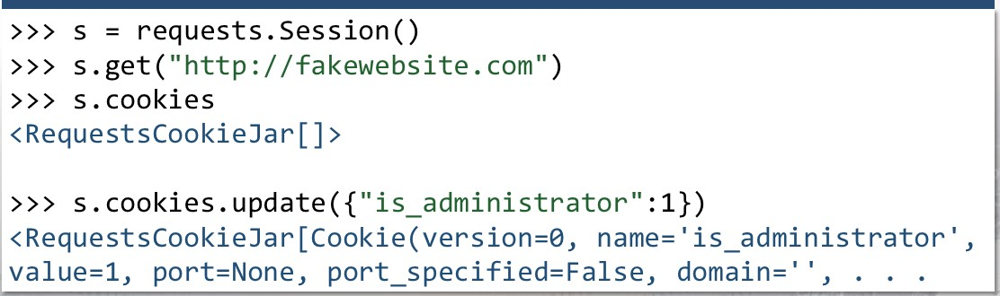 >>> s = requests.Session()
>>> s.get("http://fakewebsite.com")
>>> s.cookies
<RequestsCookieJar[]>
>>> s.cookies.update({"is_administrator":1})
<RequestsCookieJar[Cookie(version=0, name='is_administrator',
value=1, port=None, port_specified=False, domain='', . . .